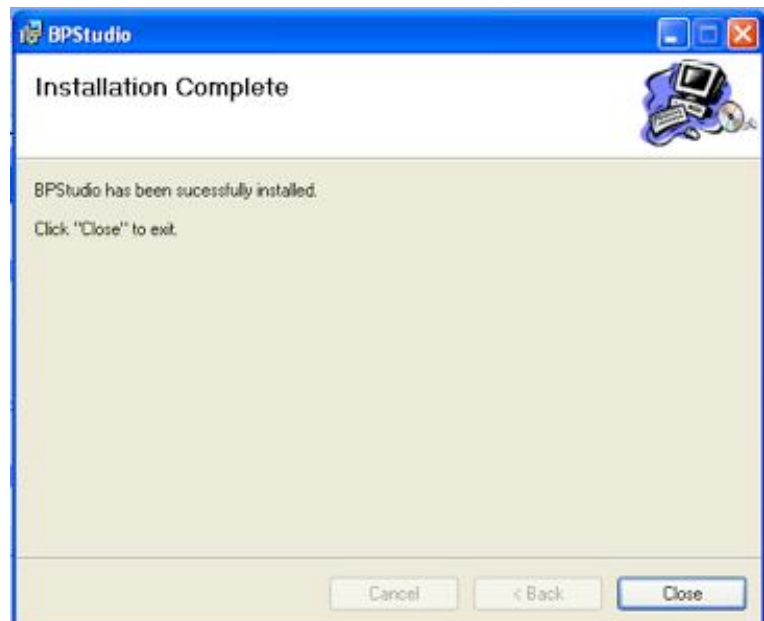 BPStudio
Installation Complete
BPStudio has been sucessfully installed.
Click "Close" to exit.
Cancel
< Back
Close